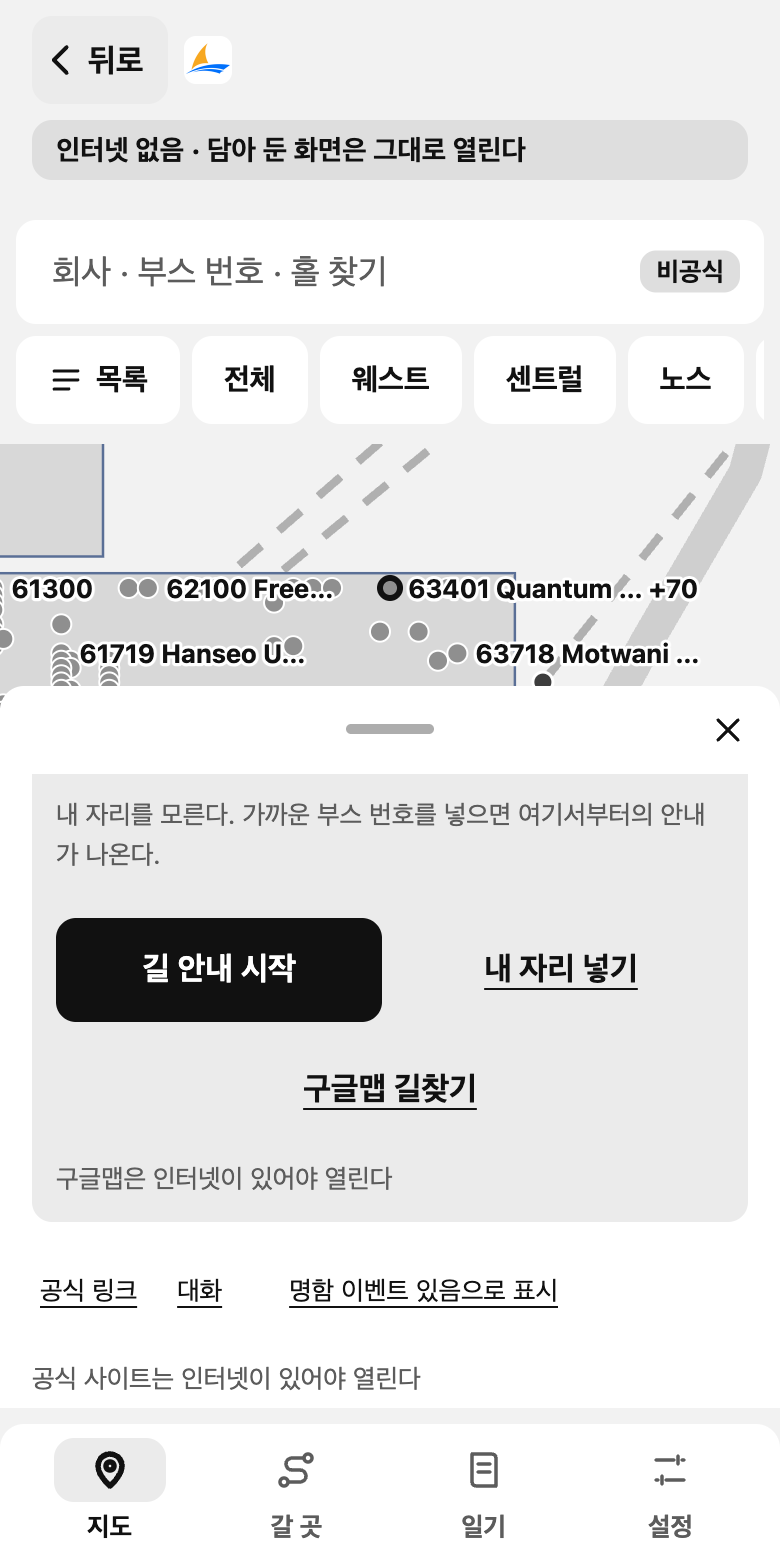 뒤로
인터넷 없음 · 담아 둔 화면은 그대로 열린다
회사 · 부스 번호 · 홀 찾기
비공식
목록
전체
웨스트
센트럴
노스
61300
62100 Free...
63401 Quantum ... +70
61719 Hanseo U...
63718 Motwani ...
내 자리를 모른다. 가까운 부스 번호를 넣으면 여기서부터의 안내
가 나온다.
길 안내 시작
내 자리 넣기
구글맵 길찾기
구글맵은 인터넷이 있어야 열린다
공식 링크
대화
명함 이벤트 있음으로 표시
공식 사이트는 인터넷이 있어야 열린다
지도
갈 곳
일기
설정